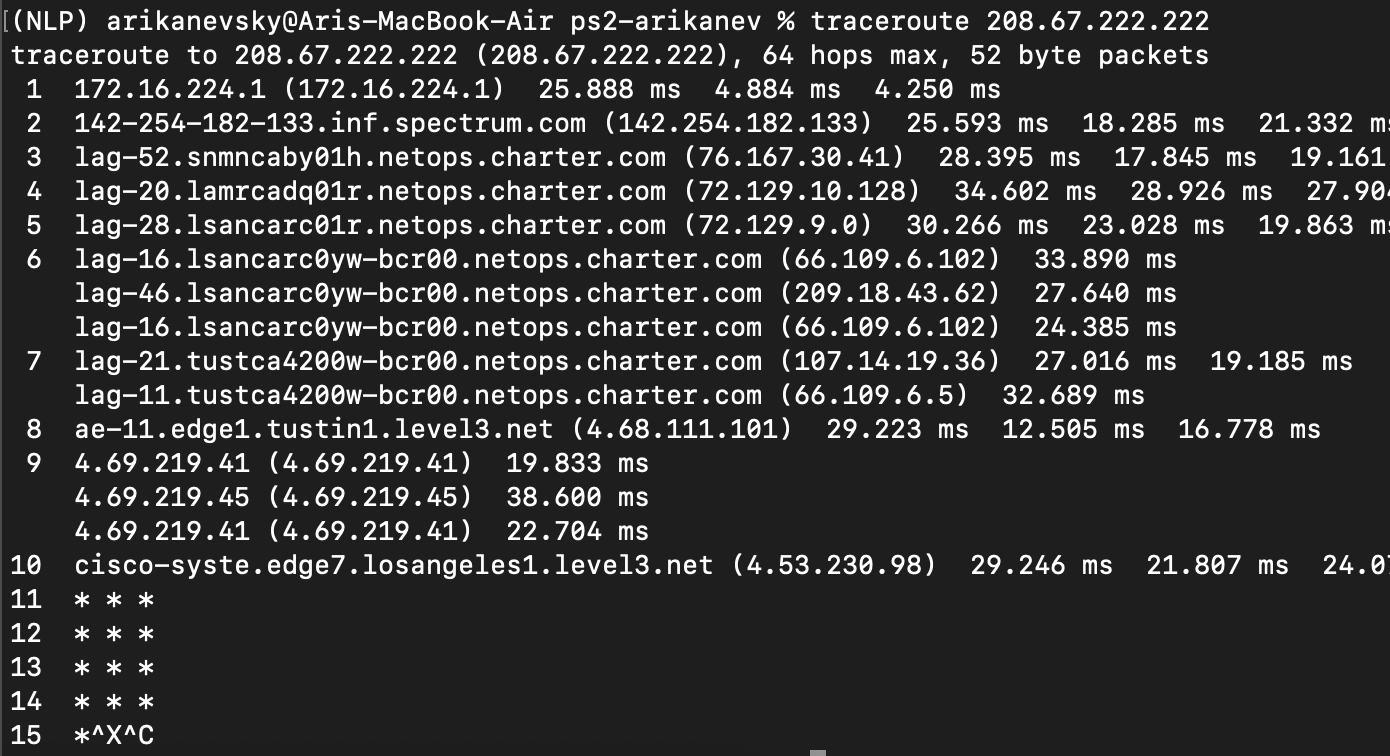 [(NLP) arikanevsky@Aris-MacBook-Air ps2-arikanev % traceroute 208.67.222.222
traceroute to 208.67.222.222 (208.67.222.222), 64 hops max, 52 byte packets
 1  172.16.224.1 (172.16.224.1)  25.888 ms  4.884 ms  4.250 ms
 2  142-254-182-133.inf.spectrum.com (142.254.182.133)  25.593 ms  18.285 ms  21.332 ms
 3  lag-52.snmncaby01h.netops.charter.com (76.167.30.41)  28.395 ms  17.845 ms  19.161
 4  lag-20.lamrcadq01r.netops.charter.com (72.129.10.128)  34.602 ms  28.926 ms  27.904
 5  lag-28.lsancarc01r.netops.charter.com (72.129.9.0)  30.266 ms  23.028 ms  19.863 ms
 6  lag-16.lsancarc0yw-bcr00.netops.charter.com (66.109.6.102)  33.890 ms
    lag-46.lsancarc0yw-bcr00.netops.charter.com (209.18.43.62)  27.640 ms
    lag-16.lsancarc0yw-bcr00.netops.charter.com (66.109.6.102)  24.385 ms
 7  lag-21.tustca4200w-bcr00.netops.charter.com (107.14.19.36)  27.016 ms  19.185 ms
    lag-11.tustca4200w-bcr00.netops.charter.com (66.109.6.5)  32.689 ms
 8  ae-11.edge1.tustin1.level3.net (4.68.111.101)  29.223 ms  12.505 ms  16.778 ms
 9  4.69.219.41 (4.69.219.41)  19.833 ms
    4.69.219.45 (4.69.219.45)  38.600 ms
    4.69.219.41 (4.69.219.41)  22.704 ms
10  cisco-syste.edge7.losangeles1.level3.net (4.53.230.98)  29.246 ms  21.807 ms  24.07
11  * * *
12  * * *
13  * * *
14  * * *
15  *^X^C